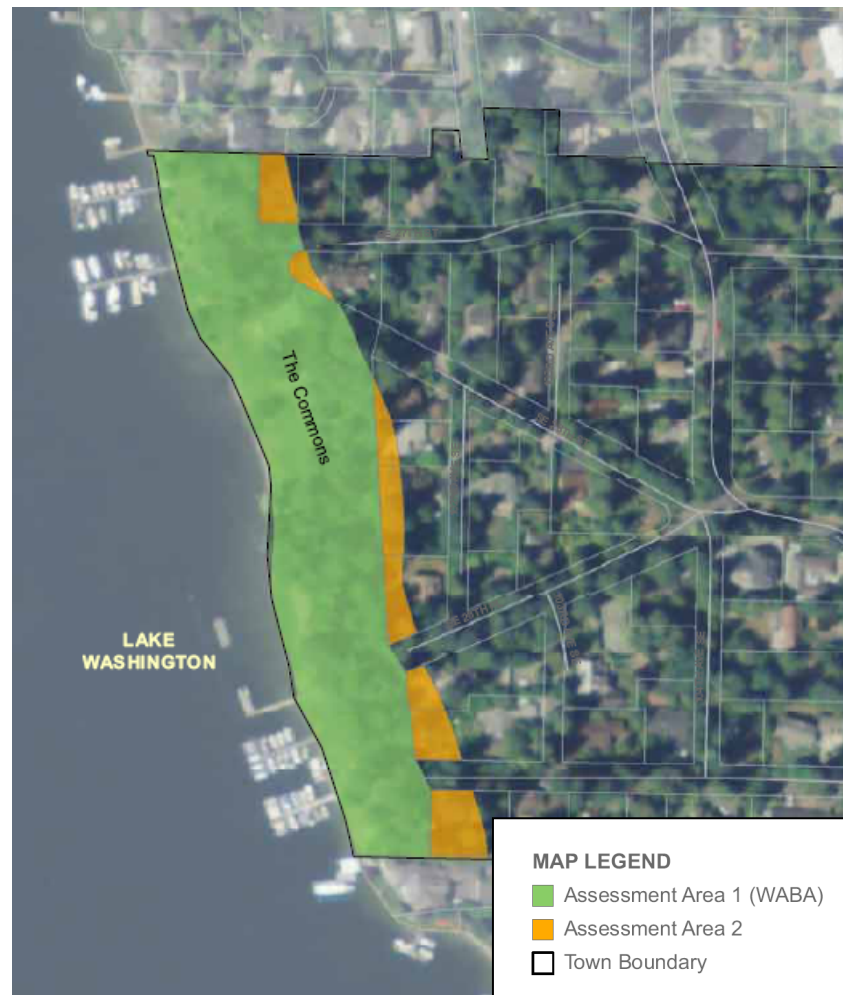 The Commons
LAKE
WASHINGTON
MAP LEGEND
Assessment Area 1 (WABA)
Assessment Area 2
Town Boundary